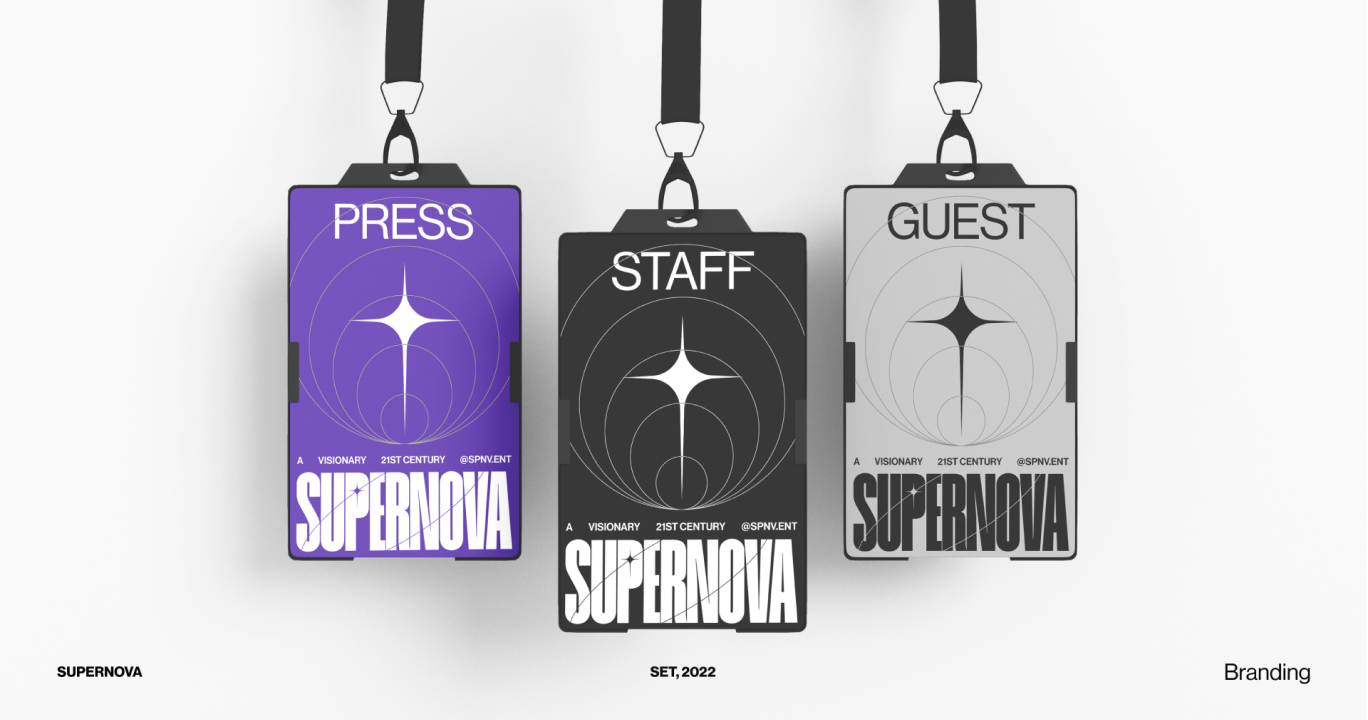 PRESS
A VISIONARY 21ST CENTURY @SPNV.ENT
SUPERNOVA
STAFF
A VISIONARY 21ST CENTURY @SPNV.ENT
SUPERNOVA
GUEST
A VISIONARY 21ST CENTURY @SPNV.ENT
SUPERNOVA
SUPERNOVA
SET, 2022
Branding